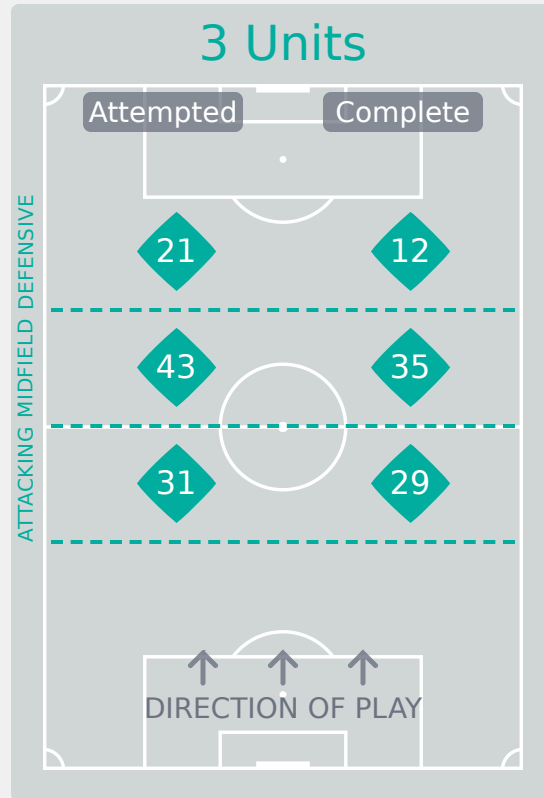 3 Units
Attempted Complete
ATTACKING MIDFIELD DEFENSIVE
21 12
43 35
31 29
DIRECTION OF PLAY